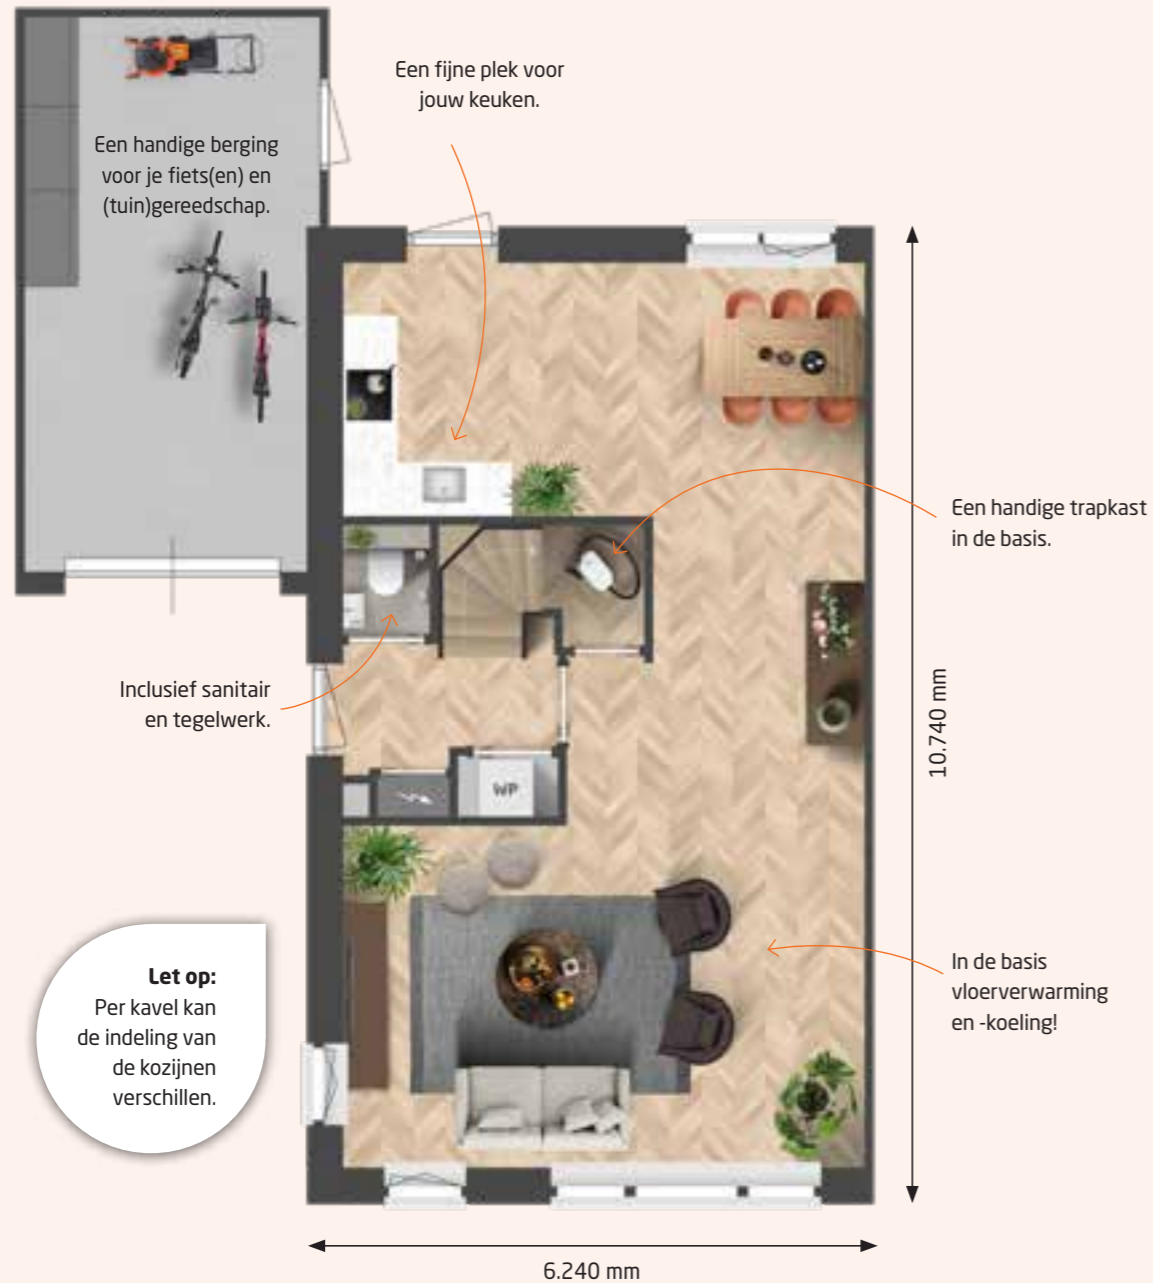 Een fijne plek voor
jouw keuken.
Een handige berging
voor je fiets(en) en
(tuin)gereedschap.
Een handige trapkast
in de basis.
Inclusief sanitair
en tegelwerk.
10.740 mm
WP
Let op:
Per kavel kan
de indeling van
de kozijnen
verschillen.
In de basis
vloerverwarming
en -koeling!
6.240 mm